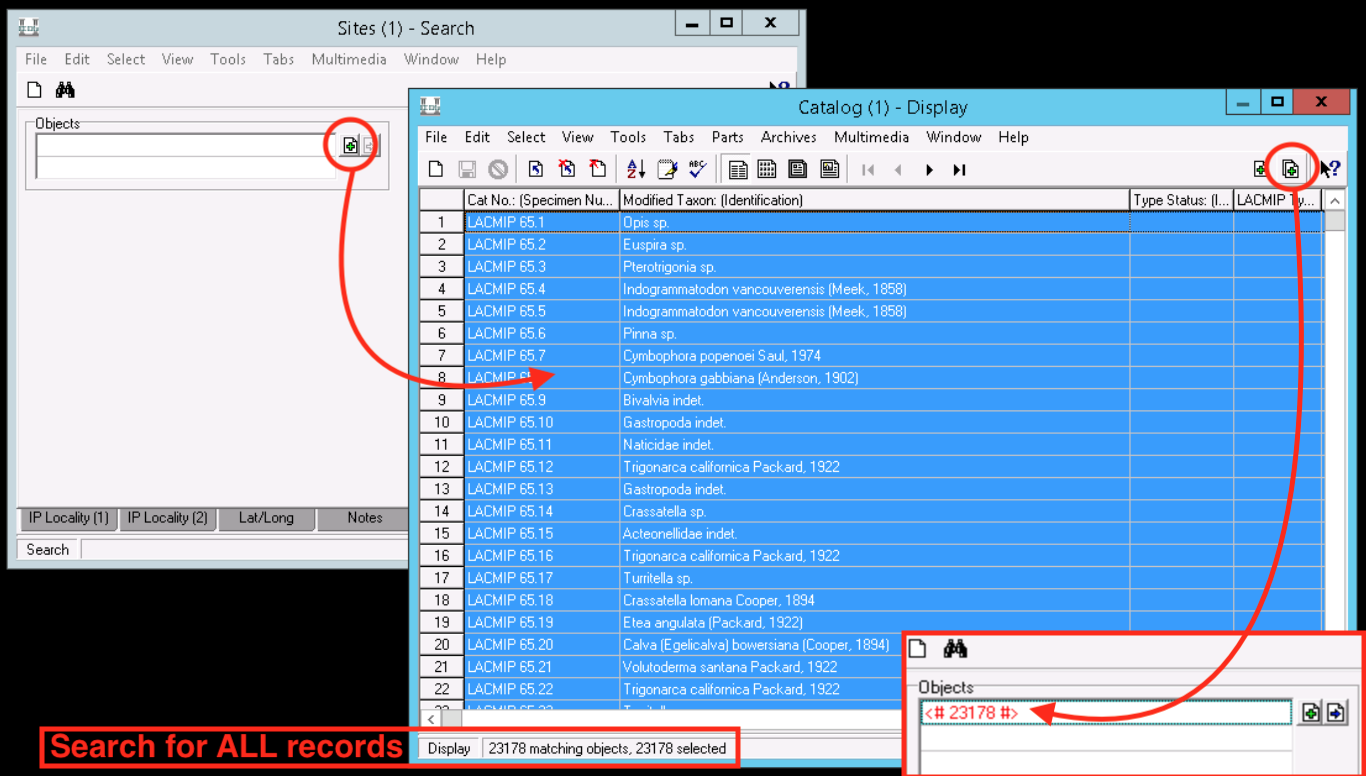 Sites (1) - Search
File Edit Select View Tools Tabs Multimedia Window Help
Objects
IP Locality (1) IP Locality (2) Lat/Long Notes
Search
Catalog (1) - Display
File Edit Select View Tools Tabs Parts Archives Multimedia Window Help
Cat No.: (Specimen Nu... Modified Taxon: (Identification) Type Status: (I... LACMIP Ty...
1 LACMIP 65.1 Opis sp.
2 LACMIP 65.2 Euspira sp.
3 LACMIP 65.3 Pterotrigonia sp.
4 LACMIP 65.4 Indogrammatodon vancouverensis (Meek, 1858)
5 LACMIP 65.5 Indogrammatodon vancouverensis (Meek, 1858)
6 LACMIP 65.6 Pinna sp.
7 LACMIP 65.7 Cymbophora popenoei Saul, 1974
8 LACMIP Cymbophora gabbiana (Anderson, 1902)
9 LACMIP 65.9 Bivalvia indet.
10 LACMIP 65.10 Gastropoda indet.
11 LACMIP 65.11 Naticidae indet.
12 LACMIP 65.12 Trigonarca californica Packard, 1922
13 LACMIP 65.13 Gastropoda indet.
14 LACMIP 65.14 Crassatella sp.
15 LACMIP 65.15 Acteonellidae indet.
16 LACMIP 65.16 Trigonarca californica Packard, 1922
17 LACMIP 65.17 Turritella sp.
18 LACMIP 65.18 Crassatella lomana Cooper, 1894
19 LACMIP 65.19 Etea angulata (Packard, 1922)
20 LACMIP 65.20 Calva (Egelicalva) bowersiana (Cooper, 1894)
21 LACMIP 65.21 Volutoderma santana Packard, 1922
22 LACMIP 65.22 Trigonarca californica Packard, 1922
Search for ALL records
Display 23178 matching objects, 23178 selected
Objects
<# 23178 #>